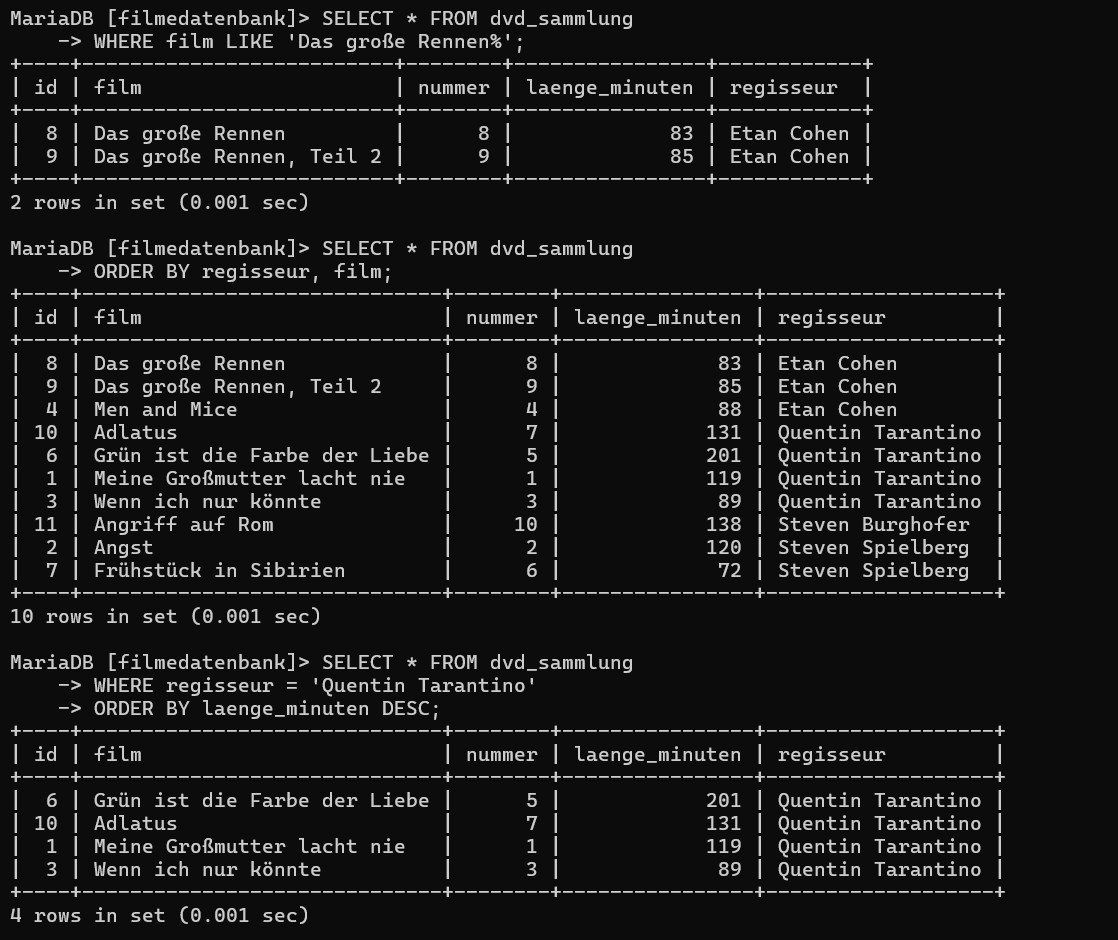 MariaDB [filmedatenbank]> SELECT * FROM dvd_sammlung
    -> WHERE film LIKE 'Das große Rennen%';
+----+--------------------------+--------+----------------+------------+
| id | film                     | nummer | laenge_minuten | regisseur  |
+----+--------------------------+--------+----------------+------------+
|  8 | Das große Rennen         |      8 |             83 | Etan Cohen |
|  9 | Das große Rennen, Teil 2 |      9 |             85 | Etan Cohen |
+----+--------------------------+--------+----------------+------------+
2 rows in set (0.001 sec)

MariaDB [filmedatenbank]> SELECT * FROM dvd_sammlung
    -> ORDER BY regisseur, film;
+----+------------------------------+--------+----------------+-------------------+
| id | film                         | nummer | laenge_minuten | regisseur         |
+----+------------------------------+--------+----------------+-------------------+
|  8 | Das große Rennen             |      8 |             83 | Etan Cohen        |
|  9 | Das große Rennen, Teil 2     |      9 |             85 | Etan Cohen        |
|  4 | Men and Mice                 |      4 |             88 | Etan Cohen        |
| 10 | Adlatus                      |      7 |            131 | Quentin Tarantino |
|  6 | Grün ist die Farbe der Liebe |      5 |            201 | Quentin Tarantino |
|  1 | Meine Großmutter lacht nie   |      1 |            119 | Quentin Tarantino |
|  3 | Wenn ich nur könnte          |      3 |             89 | Quentin Tarantino |
| 11 | Angriff auf Rom              |     10 |            138 | Steven Burghofer  |
|  2 | Angst                        |      2 |            120 | Steven Spielberg  |
|  7 | Frühstück in Sibirien        |      6 |             72 | Steven Spielberg  |
+----+------------------------------+--------+----------------+-------------------+
10 rows in set (0.001 sec)

MariaDB [filmedatenbank]> SELECT * FROM dvd_sammlung
    -> WHERE regisseur = 'Quentin Tarantino'
    -> ORDER BY laenge_minuten DESC;
+----+------------------------------+--------+----------------+-------------------+
| id | film                         | nummer | laenge_minuten | regisseur         |
+----+------------------------------+--------+----------------+-------------------+
|  6 | Grün ist die Farbe der Liebe |      5 |            201 | Quentin Tarantino |
| 10 | Adlatus                      |      7 |            131 | Quentin Tarantino |
|  1 | Meine Großmutter lacht nie   |      1 |            119 | Quentin Tarantino |
|  3 | Wenn ich nur könnte          |      3 |             89 | Quentin Tarantino |
+----+------------------------------+--------+----------------+-------------------+
4 rows in set (0.001 sec)